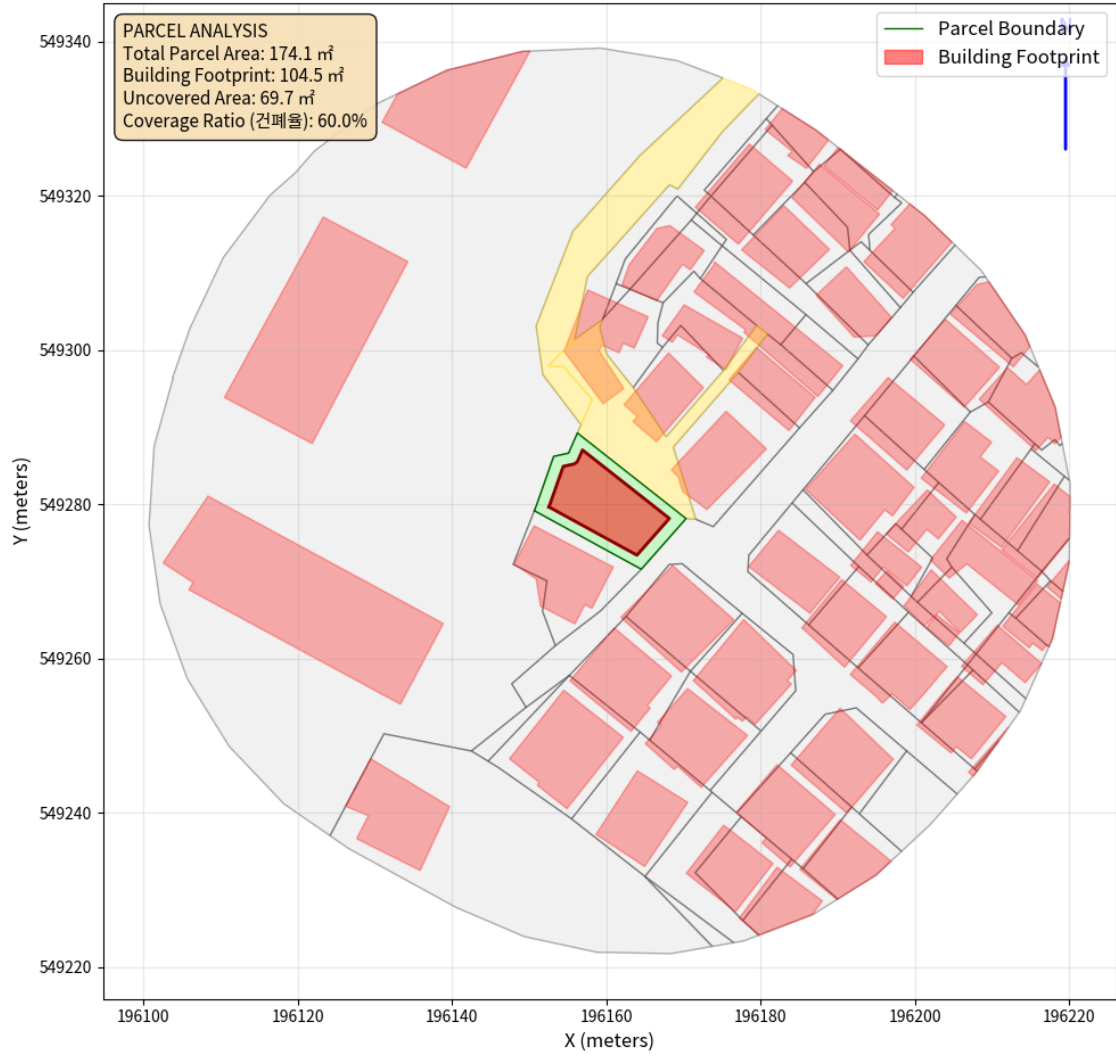 PARCEL ANALYSIS
Total Parcel Area: 174.1 ㎡
Building Footprint: 104.5 ㎡
Uncovered Area: 69.7 ㎡
Coverage Ratio (건폐율): 60.0%
Parcel Boundary
Building Footprint
N
549340
549320
549300
549280
549260
549240
549220
Y (meters)
196100
196120
196140
196160
196180
196200
196220
X (meters)